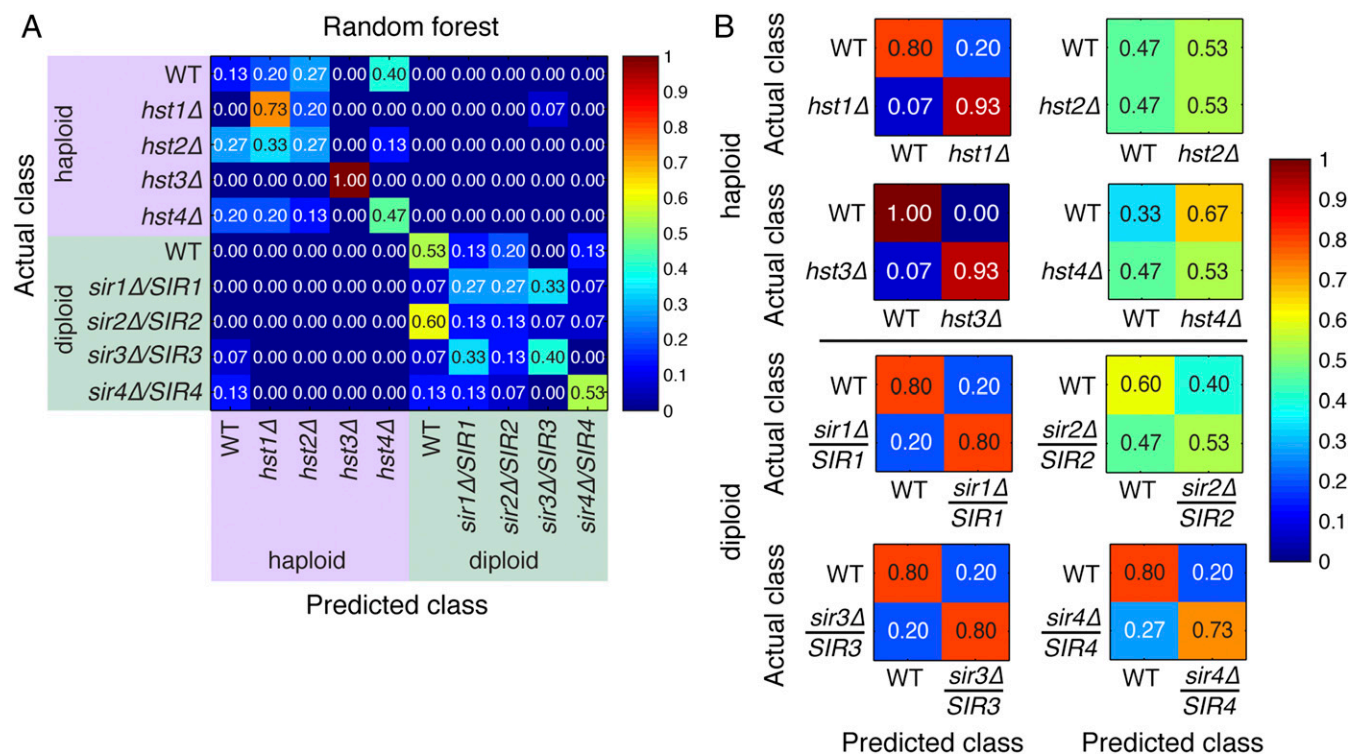 A
Random forest
Actual class
haploid
diploid
WT 0.13 0.20 0.27 0.00 0.40 0.00 0.00 0.00 0.00 0.00
hst1Δ 0.00 0.73 0.20 0.00 0.00 0.00 0.00 0.00 0.07 0.00
hst2Δ 0.27 0.33 0.27 0.00 0.13 0.00 0.00 0.00 0.00 0.00
hst3Δ 0.00 0.00 0.00 1.00 0.00 0.00 0.00 0.00 0.00 0.00
hst4Δ 0.20 0.20 0.13 0.00 0.47 0.00 0.00 0.00 0.00 0.00
WT 0.00 0.00 0.00 0.00 0.00 0.53 0.13 0.20 0.00 0.13
sir1Δ/SIR1 0.00 0.00 0.00 0.00 0.00 0.07 0.27 0.27 0.33 0.07
sir2Δ/SIR2 0.00 0.00 0.00 0.00 0.00 0.60 0.13 0.13 0.07 0.07
sir3Δ/SIR3 0.07 0.00 0.00 0.00 0.00 0.07 0.33 0.13 0.40 0.00
sir4Δ/SIR4 0.13 0.00 0.00 0.00 0.00 0.13 0.13 0.07 0.00 0.53
WT hst1Δ hst2Δ hst3Δ hst4Δ WT sir1Δ/SIR1 sir2Δ/SIR2 sir3Δ/SIR3 sir4Δ/SIR4
haploid diploid
Predicted class
1
0.9
0.8
0.7
0.6
0.5
0.4
0.3
0.2
0.1
0
B
haploid
Actual class
WT 0.80 0.20
hst1Δ 0.07 0.93
WT hst1Δ
WT 0.47 0.53
hst2Δ 0.47 0.53
WT hst2Δ
Actual class
WT 1.00 0.00
hst3Δ 0.07 0.93
WT hst3Δ
WT 0.33 0.67
hst4Δ 0.47 0.53
WT hst4Δ
diploid
Actual class
WT 0.80 0.20
sir1Δ
SIR1
0.20 0.80
WT
sir1Δ
SIR1
WT 0.60 0.40
sir2Δ
SIR2
0.47 0.53
WT
sir2Δ
SIR2
Actual class
WT 0.80 0.20
sir3Δ
SIR3
0.20 0.80
WT
sir3Δ
SIR3
Predicted class
WT 0.80 0.20
sir4Δ
SIR4
0.27 0.73
WT
sir4Δ
SIR4
Predicted class
1
0.9
0.8
0.7
0.6
0.5
0.4
0.3
0.2
0.1
0